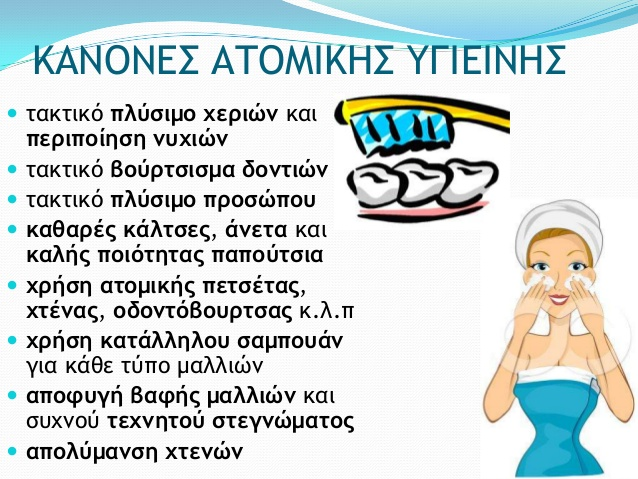 ΚΑΝΟΝΕΣ ΑΤΟΜΙΚΗΣ ΥΓΙΕΙΝΗΣ
• τακτικό πλύσιμο χεριών και
περιποίηση νυχιών
• τακτικό βούρτσισμα δοντιών
• τακτικό πλύσιμο προσώπου
• καθαρές κάλτσες, άνετα και
καλής ποιότητας παπούτσια
• χρήση ατομικής πετσέτας,
χτένας, οδοντόβουρτσας κ.λ.π
• χρήση κατάλληλου σαμπουάν
για κάθε τύπο μαλλιών
• αποφυγή βαφής μαλλιών και
συχνού τεχνητού στεγνώματος
• απολύμανση χτενών